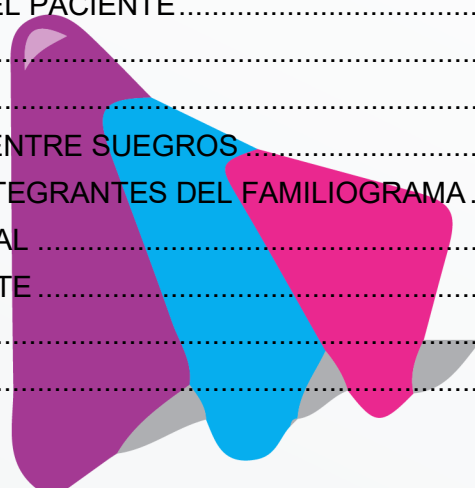 EL PACIENTE..............................
..............................................................
..............................................................
ENTRE SUEGROS..............................
TEGRANTES DEL FAMILIOGRAMA.
AL..........................................................
TE..........................................................
..............................................................
..............................................................